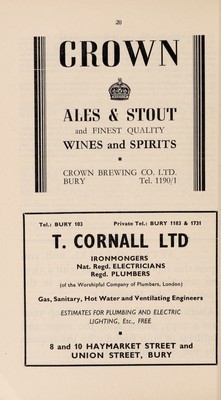 20
CROWN
ALES & STOUT
and FINEST QUALITY
WINES and SPIRITS
CROWN BREWING CO. LTD.
BURY Tel. 1190/1
Tel.: BURY 103 Private Tel.: BURY 1183 & 1731
T. CORNALL LTD
IRONMONGERS
Nat. Regd. ELECTRICIANS
Regd. PLUMBERS
(of the Worshipful Company of Plumbers, London)
Gas, Sanitary, Hot Water and Ventilating Engineers
ESTIMATES FOR PLUMBING AND ELECTRIC
LIGHTING, Etc., FREE
8 and 10 HAYMARKET STREET and
UNION STREET, BURY